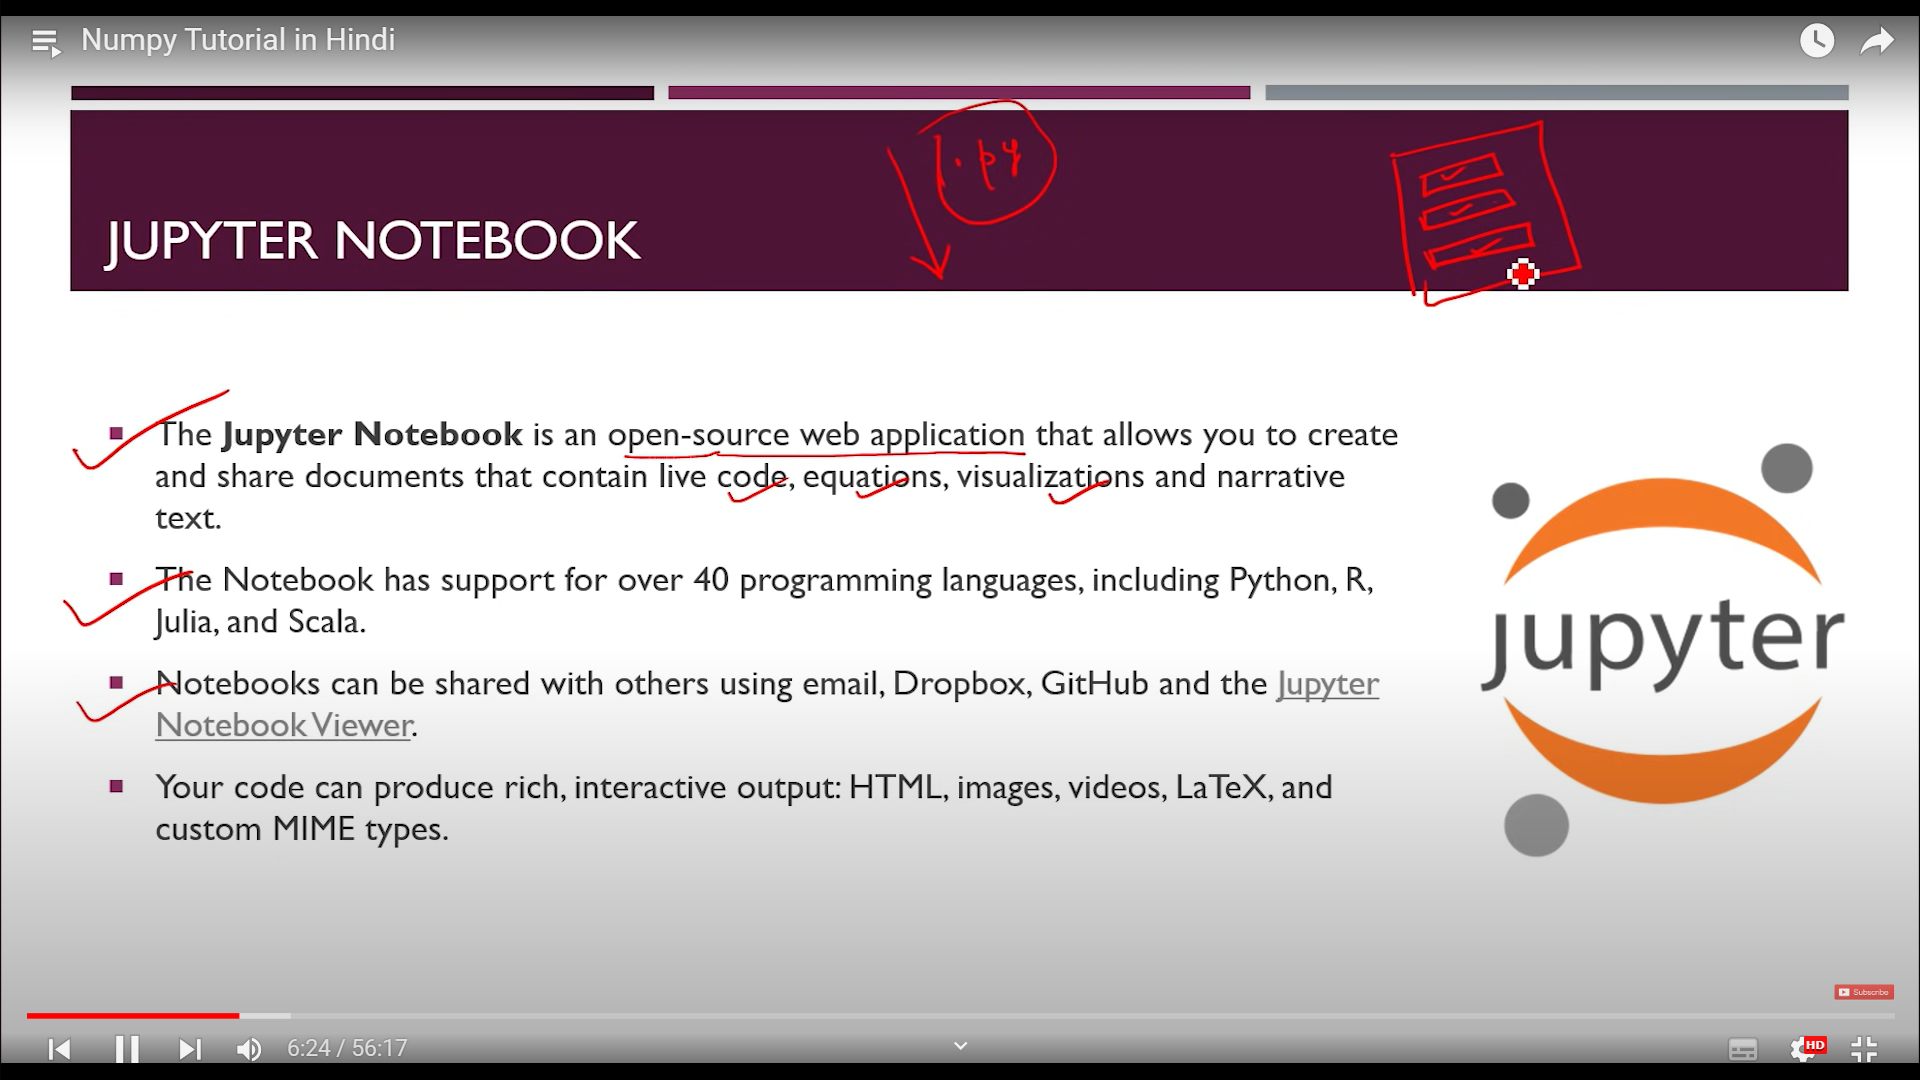 Numpy Tutorial in Hindi
.py
JUPYTER NOTEBOOK
The Jupyter Notebook is an open-source web application that allows you to create
and share documents that contain live code, equations, visualizations and narrative
text.
The Notebook has support for over 40 programming languages, including Python, R,
Julia, and Scala.
Notebooks can be shared with others using email, Dropbox, GitHub and the Jupyter
Notebook Viewer.
Your code can produce rich, interactive output: HTML, images, videos, LaTeX, and
custom MIME types.
jupyter
Subscribe
6:24 / 56:17
HD